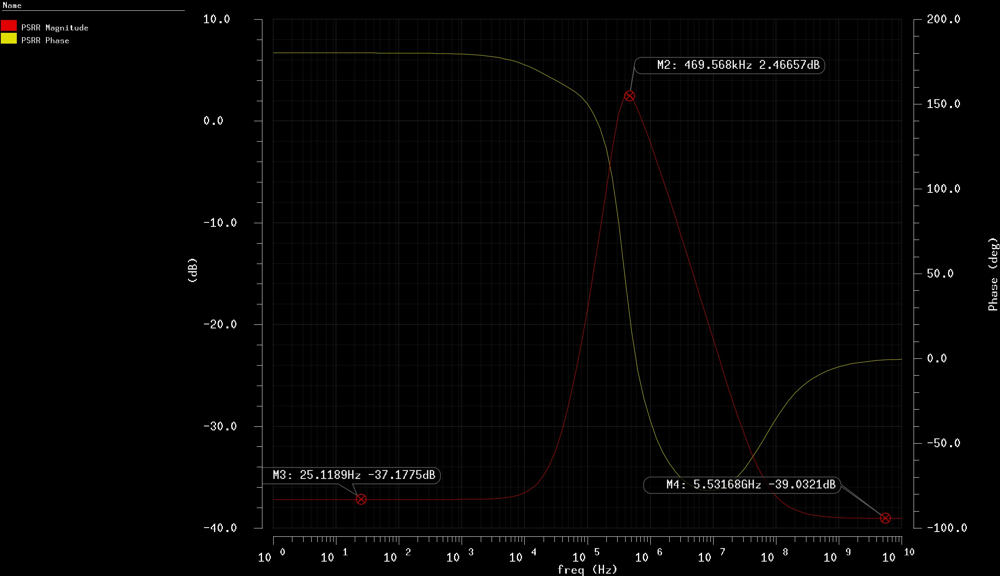 Name
PSRR Magnitude
PSRR Phase
10.0
0.0
-10.0
-20.0
-30.0
-40.0
(dB)
M2: 469.568kHz 2.46657dB
M3: 25.1189Hz -37.1775dB
M4: 5.53168GHz -39.0321dB
200.0
150.0
100.0
50.0
0.0
-50.0
-100.0
Phase (deg)
10 0 10 1 10 2 10 3 10 4 10 5 10 6 10 7 10 8 10 9 10 10
freq (Hz)